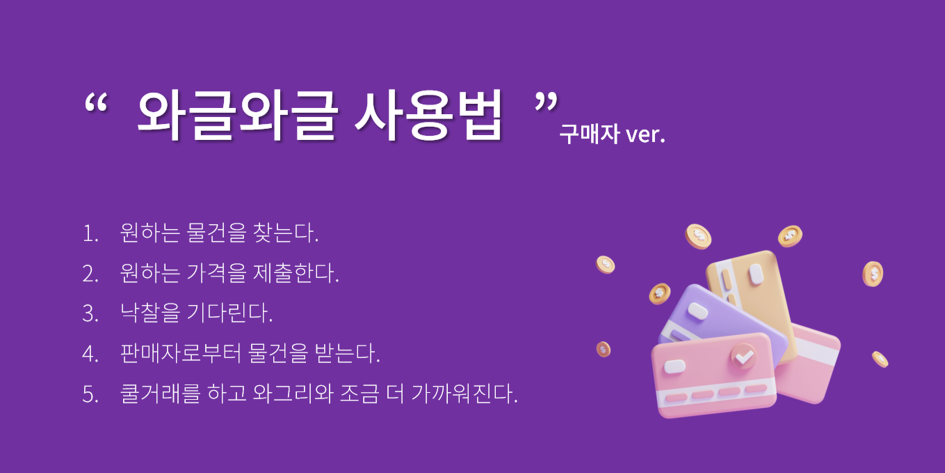 “ 와글와글 사용법 ” 구매자 ver.
1. 원하는 물건을 찾는다.
2. 원하는 가격을 제출한다.
3. 낙찰을 기다린다.
4. 판매자로부터 물건을 받는다.
5. 쿨거래를 하고 와그리와 조금 더 가까워진다.